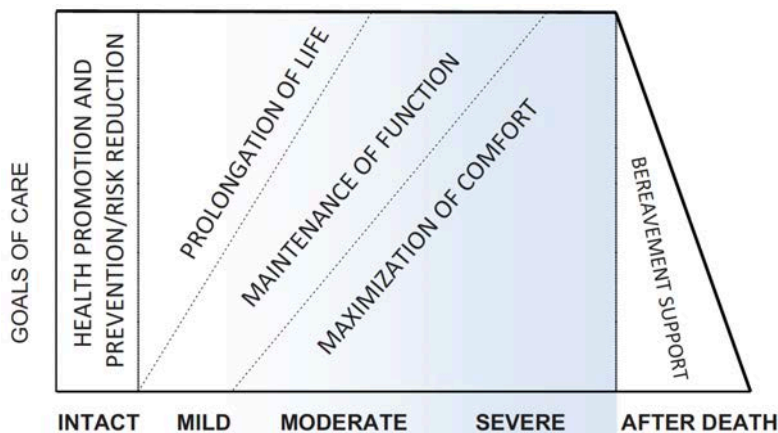 GOALS OF CARE
HEALTH PROMOTION AND
PREVENTION/RISK REDUCTION
PROLONGATION OF LIFE
MAINTENANCE OF FUNCTION
MAXIMIZATION OF COMFORT
BEREAVEMENT SUPPORT
INTACT MILD MODERATE SEVERE AFTER DEATH